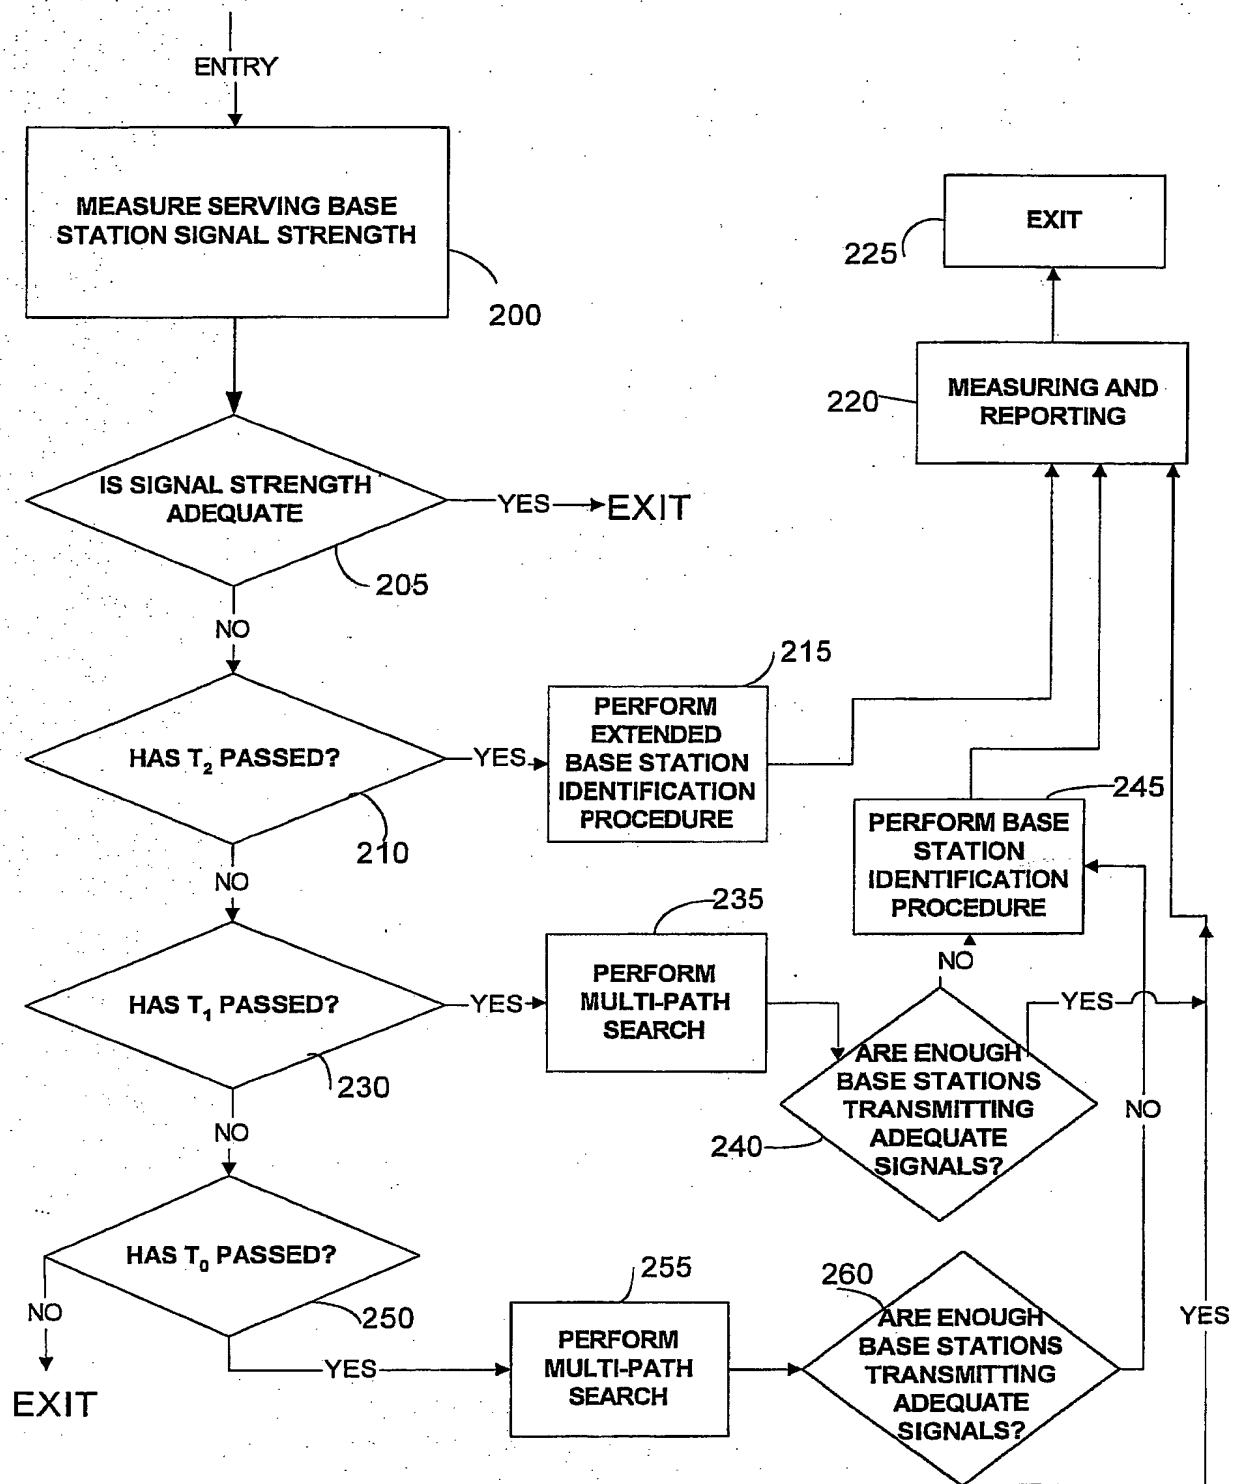 ENTRY
MEASURE SERVING BASE
STATION SIGNAL STRENGTH
200
IS SIGNAL STRENGTH
ADEQUATE
YES
EXIT
205
NO
HAS T2 PASSED?
210
YES
PERFORM
EXTENDED
BASE STATION
IDENTIFICATION
PROCEDURE
215
MEASURING AND
REPORTING
220
EXIT
225
NO
HAS T1 PASSED?
230
YES
PERFORM
MULTI-PATH
SEARCH
235
ARE ENOUGH
BASE STATIONS
TRANSMITTING
ADEQUATE
SIGNALS?
240
YES
NO
PERFORM BASE
STATION
IDENTIFICATION
PROCEDURE
245
NO
HAS T0 PASSED?
250
NO
EXIT
YES
PERFORM
MULTI-PATH
SEARCH
255
ARE ENOUGH
BASE STATIONS
TRANSMITTING
ADEQUATE
SIGNALS?
260
NO
YES